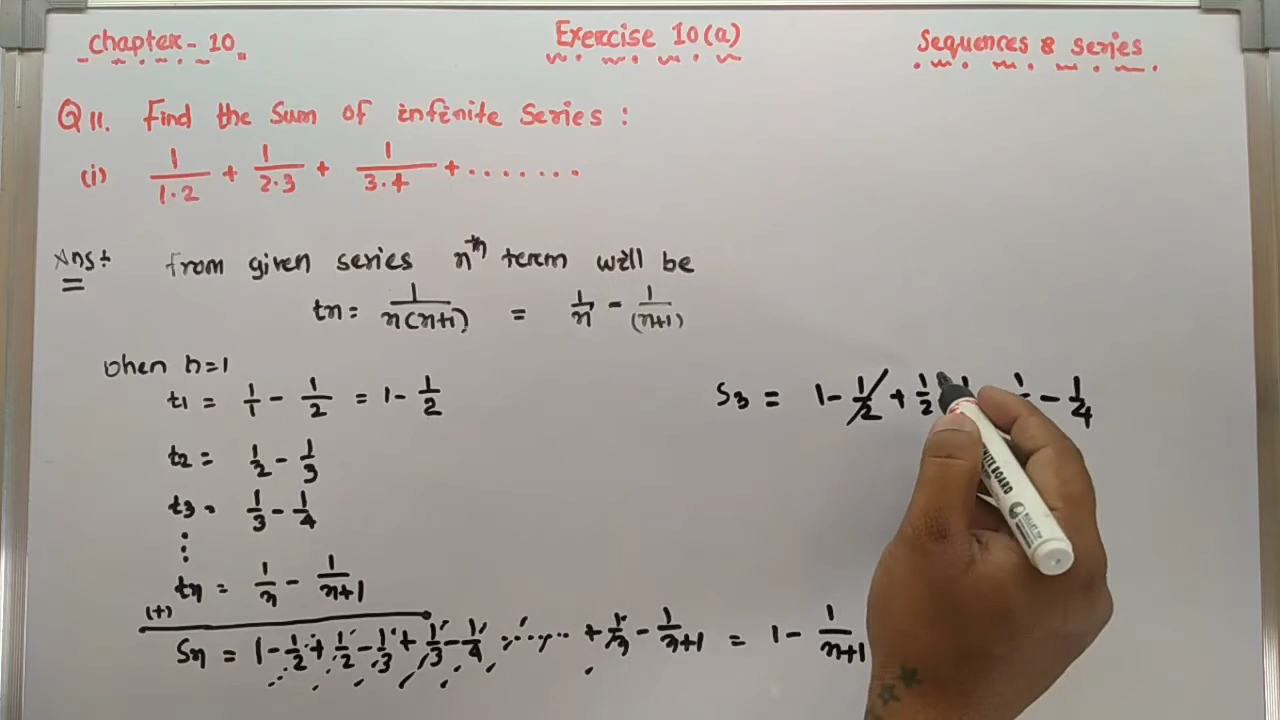 Chapter-10 Exercise 10(a) Sequences & series
Q11. Find the Sum of infinite series :
(i) 1/1·2 + 1/2·3 + 1/3·4 + .......
Ans:
From given series nth term will be
tn = 1/n(n+1) = 1/n - 1/(n+1)
when n=1
t1 = 1/1 - 1/2 = 1 - 1/2
t2 = 1/2 - 1/3
t3 = 1/3 - 1/4
⋮
tn = 1/n - 1/n+1
(+)
Sn = 1 - 1/2 + 1/2 - 1/3 + 1/3 - 1/4 ...... + 1/n - 1/n+1 = 1 - 1/n+1
S3 = 1 - 1/2 + 1/2 - 1/4
WHITE BOARD